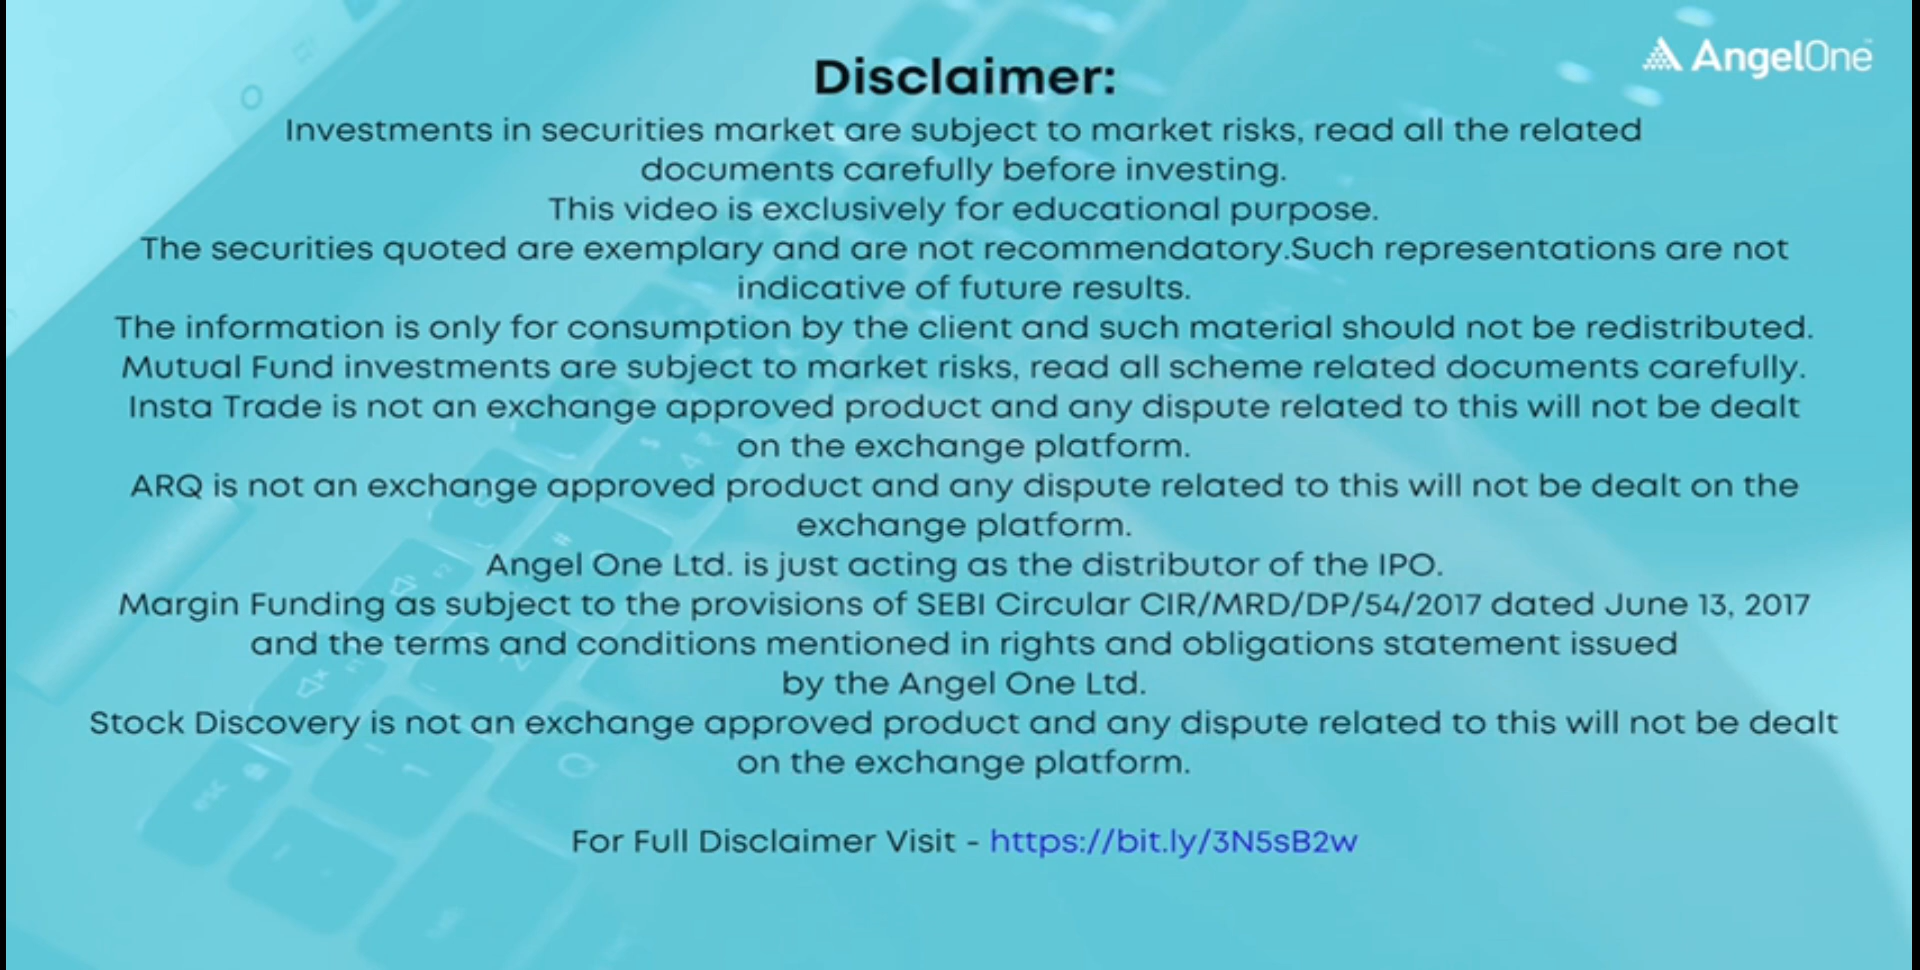 AngelOne
Disclaimer:
Investments in securities market are subject to market risks, read all the related
documents carefully before investing.
This video is exclusively for educational purpose.
The securities quoted are exemplary and are not recommendatory.Such representations are not
indicative of future results.
The information is only for consumption by the client and such material should not be redistributed.
Mutual Fund investments are subject to market risks, read all scheme related documents carefully.
Insta Trade is not an exchange approved product and any dispute related to this will not be dealt
on the exchange platform.
ARQ is not an exchange approved product and any dispute related to this will not be dealt on the
exchange platform.
Angel One Ltd. is just acting as the distributor of the IPO.
Margin Funding as subject to the provisions of SEBI Circular CIR/MRD/DP/54/2017 dated June 13, 2017
and the terms and conditions mentioned in rights and obligations statement issued
by the Angel One Ltd.
Stock Discovery is not an exchange approved product and any dispute related to this will not be dealt
on the exchange platform.
For Full Disclaimer Visit - https://bit.ly/3N5sB2w